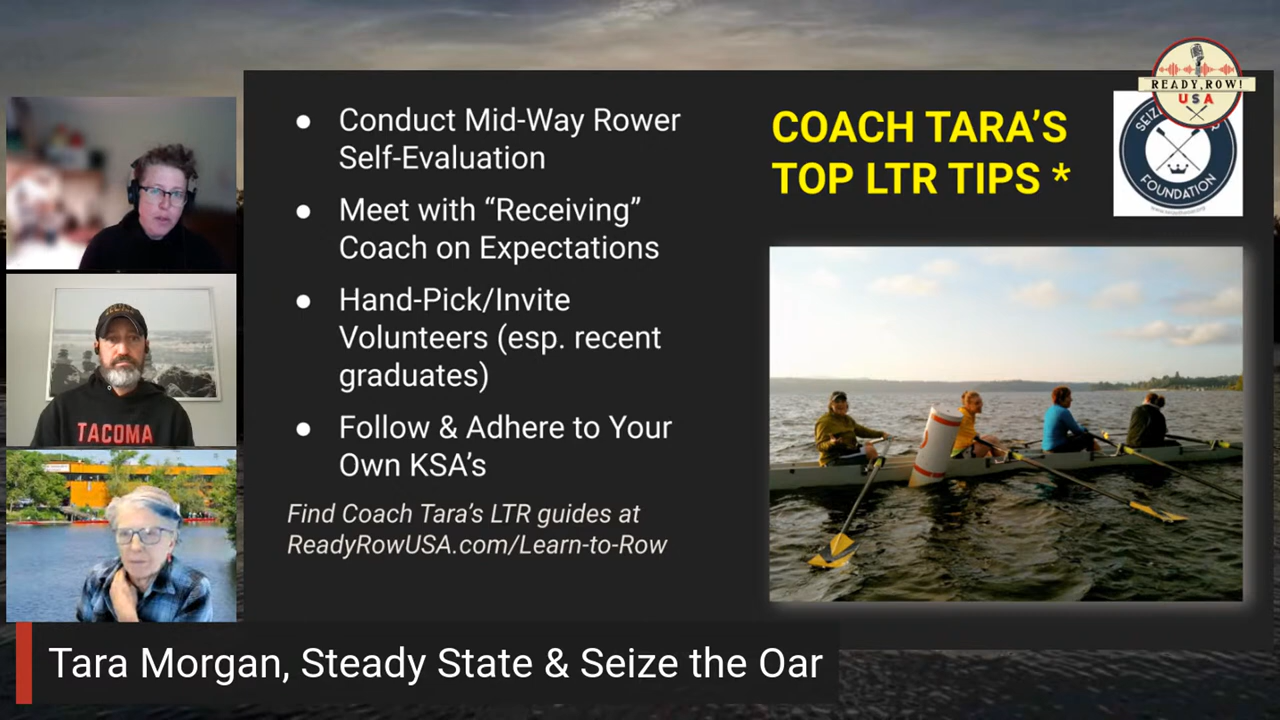 ● Conduct Mid-Way Rower
Self-Evaluation
● Meet with “Receiving”
Coach on Expectations
● Hand-Pick/Invite
Volunteers (esp. recent
graduates)
● Follow & Adhere to Your
Own KSA’s
Find Coach Tara’s LTR guides at
ReadyRowUSA.com/Learn-to-Row
COACH TARA’S
TOP LTR TIPS *
READY, ROW!
USA
FOUNDATION
TACOMA
Tara Morgan, Steady State & Seize the Oar